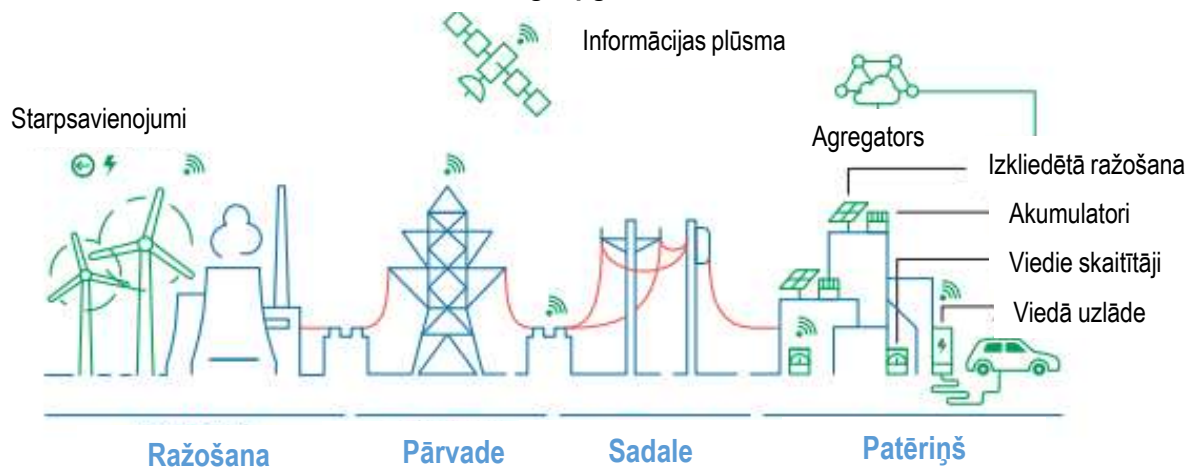 Informācijas plūsma
Starpsavienojumi
Agregators
Izkliedētā ražošana
Akumulatori
Viedie skaitītāji
Viedā uzlāde
Ražošana
Pārvade
Sadale
Patēriņš